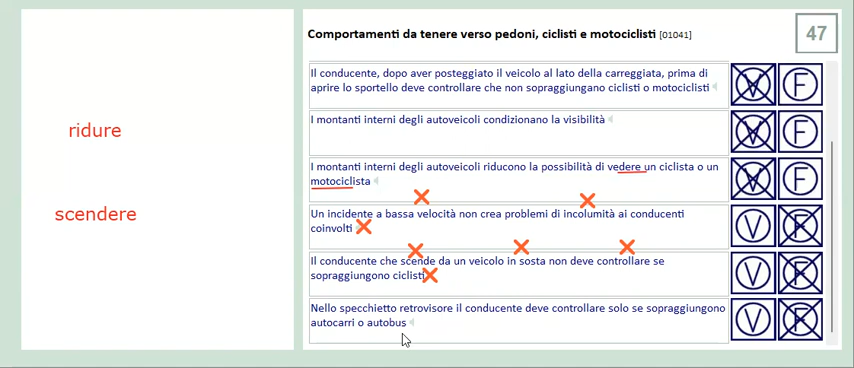 Comportamenti da tenere verso pedoni, ciclisti e motociclisti [01041]
47
ridure
scendere
Il conducente, dopo aver posteggiato il veicolo al lato della carreggiata, prima di
aprire lo sportello deve controllare che non sopraggiungano ciclisti o motociclisti
V F
I montanti interni degli autoveicoli condizionano la visibilità
V F
I montanti interni degli autoveicoli riducono la possibilità di vedere un ciclista o un
motociclista
V F
Un incidente a bassa velocità non crea problemi di incolumità ai conducenti
coinvolti
V F
Il conducente che scende da un veicolo in sosta non deve controllare se
sopraggiungono ciclisti
V F
Nello specchietto retrovisore il conducente deve controllare solo se sopraggiungono
autocarri o autobus
V F